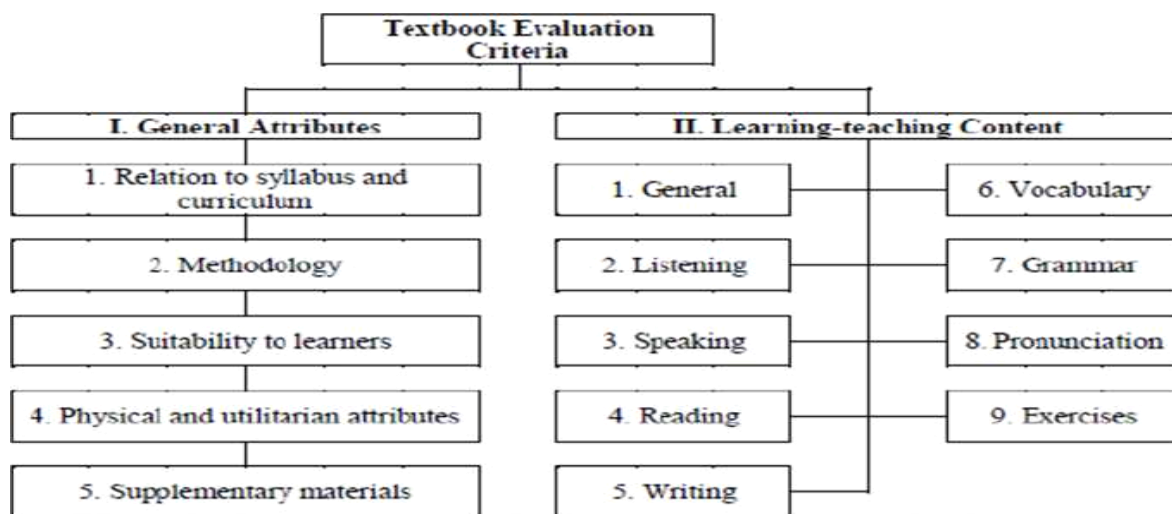 Textbook Evaluation
Criteria
I. General Attributes
II. Learning-teaching Content
1. Relation to syllabus and
curriculum
2. Methodology
3. Suitability to learners
4. Physical and utilitarian attributes
5. Supplementary materials
1. General
2. Listening
3. Speaking
4. Reading
5. Writing
6. Vocabulary
7. Grammar
8. Pronunciation
9. Exercises